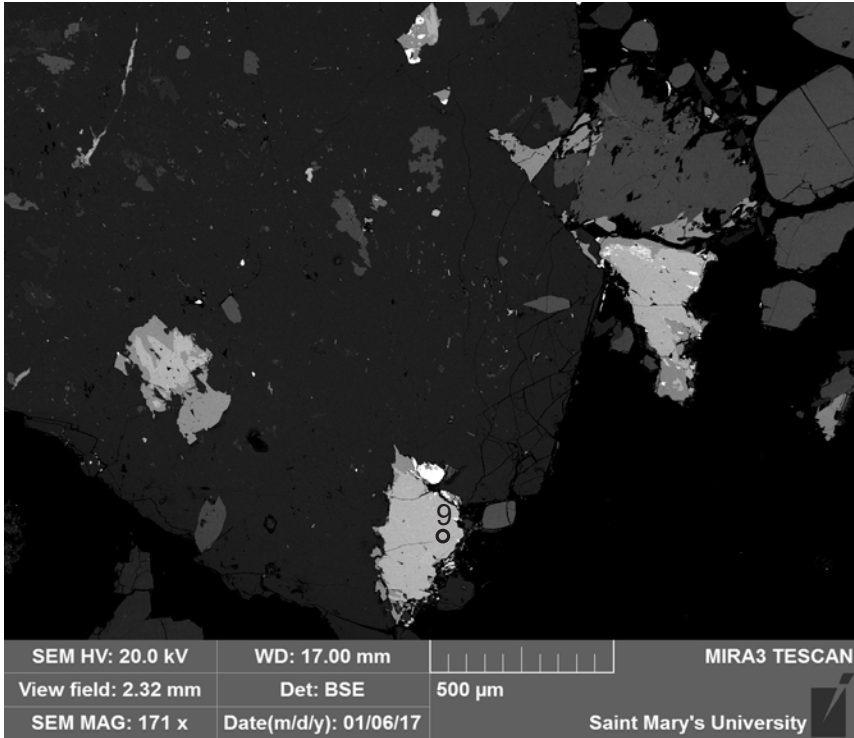 9
SEM HV: 20.0 kV WD: 17.00 mm MIRA3 TESCAN
View field: 2.32 mm Det: BSE 500 µm
SEM MAG: 171 x Date(m/d/y): 01/06/17 Saint Mary's University